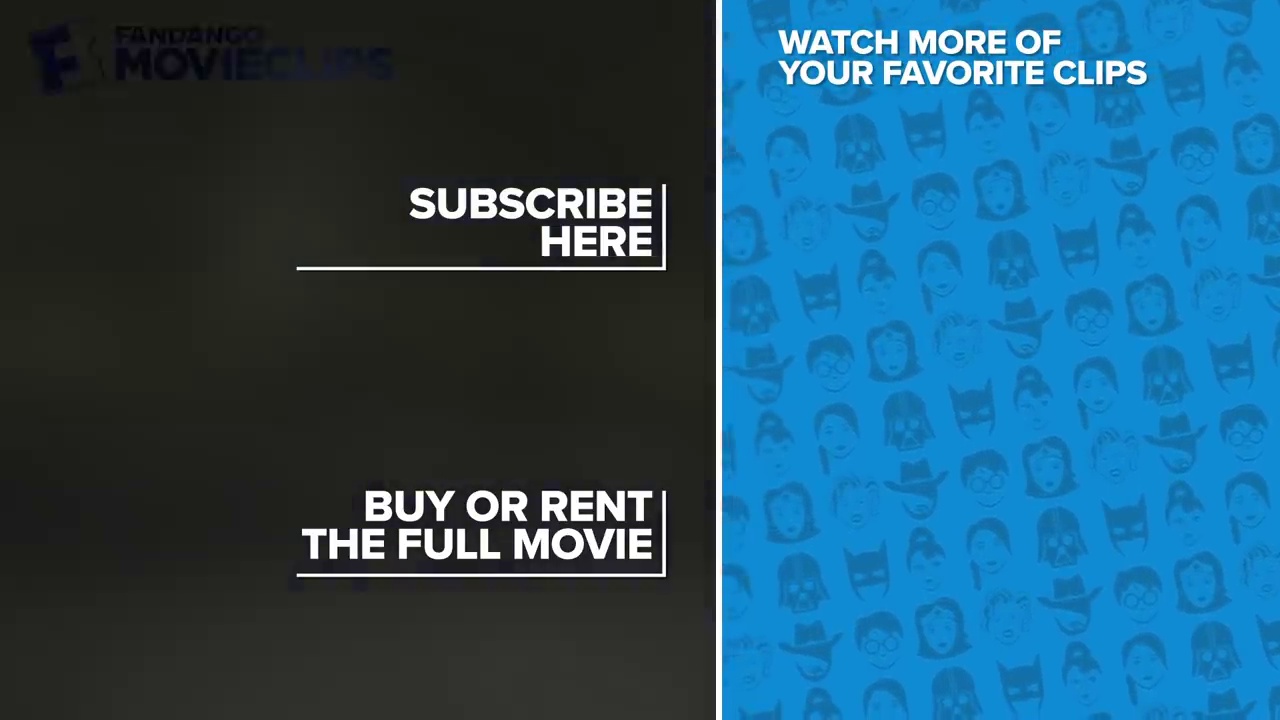 FANDANGO
MOVIECLIPS
SUBSCRIBE
HERE
BUY OR RENT
THE FULL MOVIE
WATCH MORE OF
YOUR FAVORITE CLIPS